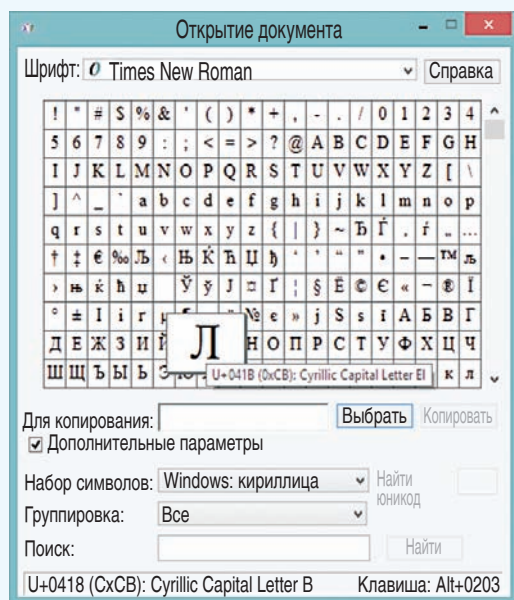 Открытие документа
Шрифт: O Times New Roman Справка
! " # $ % & ' ( ) * + , - . / 0 1 2 3 4
5 6 7 8 9 : ; < = > ? @ A B C D E F G H
I J K L M N O P Q R S T U V W X Y Z [ \
] ^ _ ` a b c d e f g h i j k l m n o p
q r s t u v w x y z { | } ~ Ђ Ѓ ‚ ѓ „ …
† ‡ € ‰ Љ ‹ Њ Ќ Ћ Џ ђ ‘ ’ “ ” • – — ™ љ
› њ ќ ћ џ Ў ў Ј ¤ Ґ ¦ § Ё © Є « ¬ ® Ї
° ± І і ґ № є » ј Ѕ ѕ ї А Б В Г
Д Е Ж З И Й Л Н О П Р С Т У Ф Х Ц Ч
Ш Щ Ъ Ы Ь Э к л
U+041B (0xCB): Cyrillic Capital Letter El
Для копирования: Выбрать Копировать
Дополнительные параметры
Набор символов: Windows: кириллица Найти юникод
Группировка: Все
Поиск: Найти
U+0418 (CxCB): Cyrillic Capital Letter B Клавиша: Alt+0203